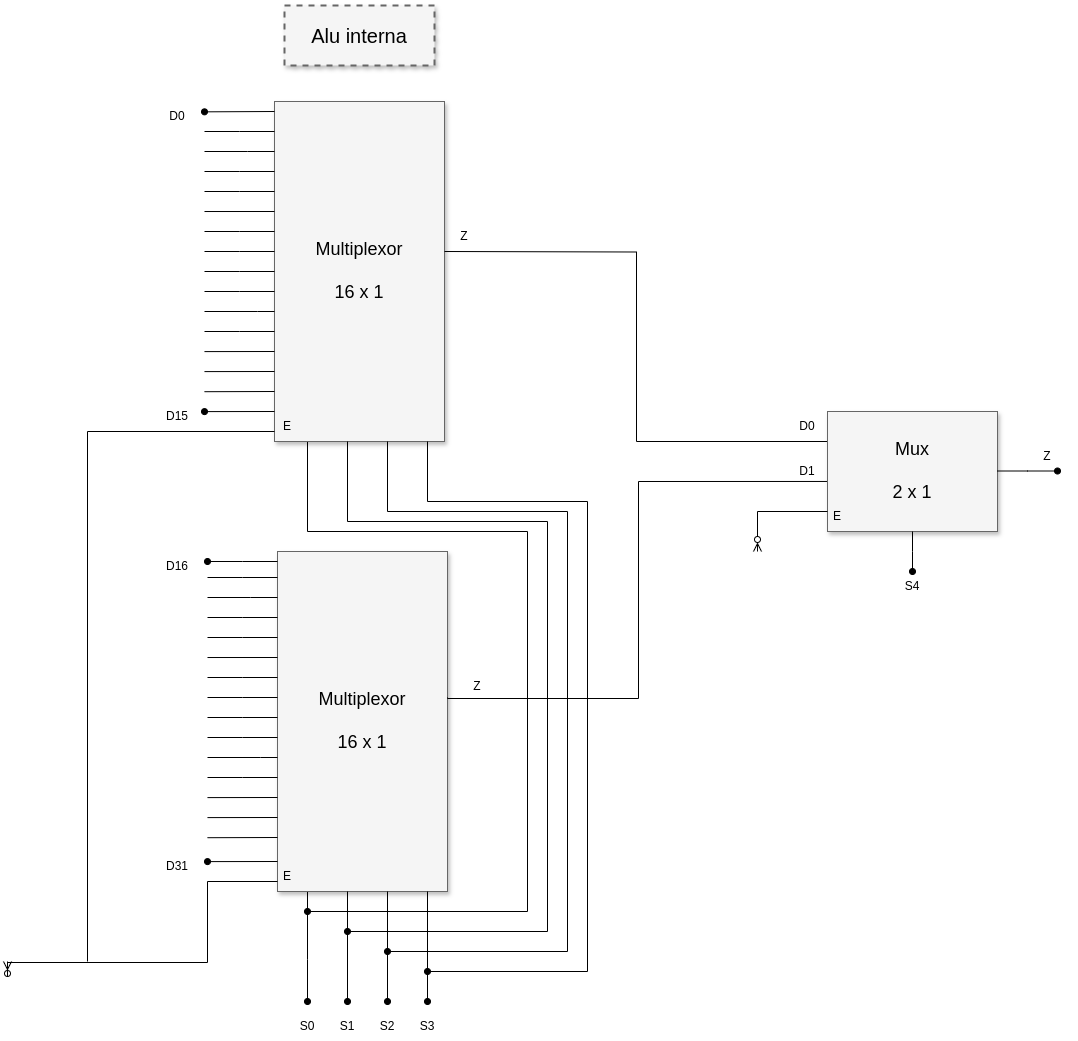 Alu interna
D0
Multiplexor
16 x 1
Z
D15
E
D0
D1
Mux
2 x 1
E
Z
S4
D16
Multiplexor
16 x 1
Z
D31
E
S0
S1
S2
S3